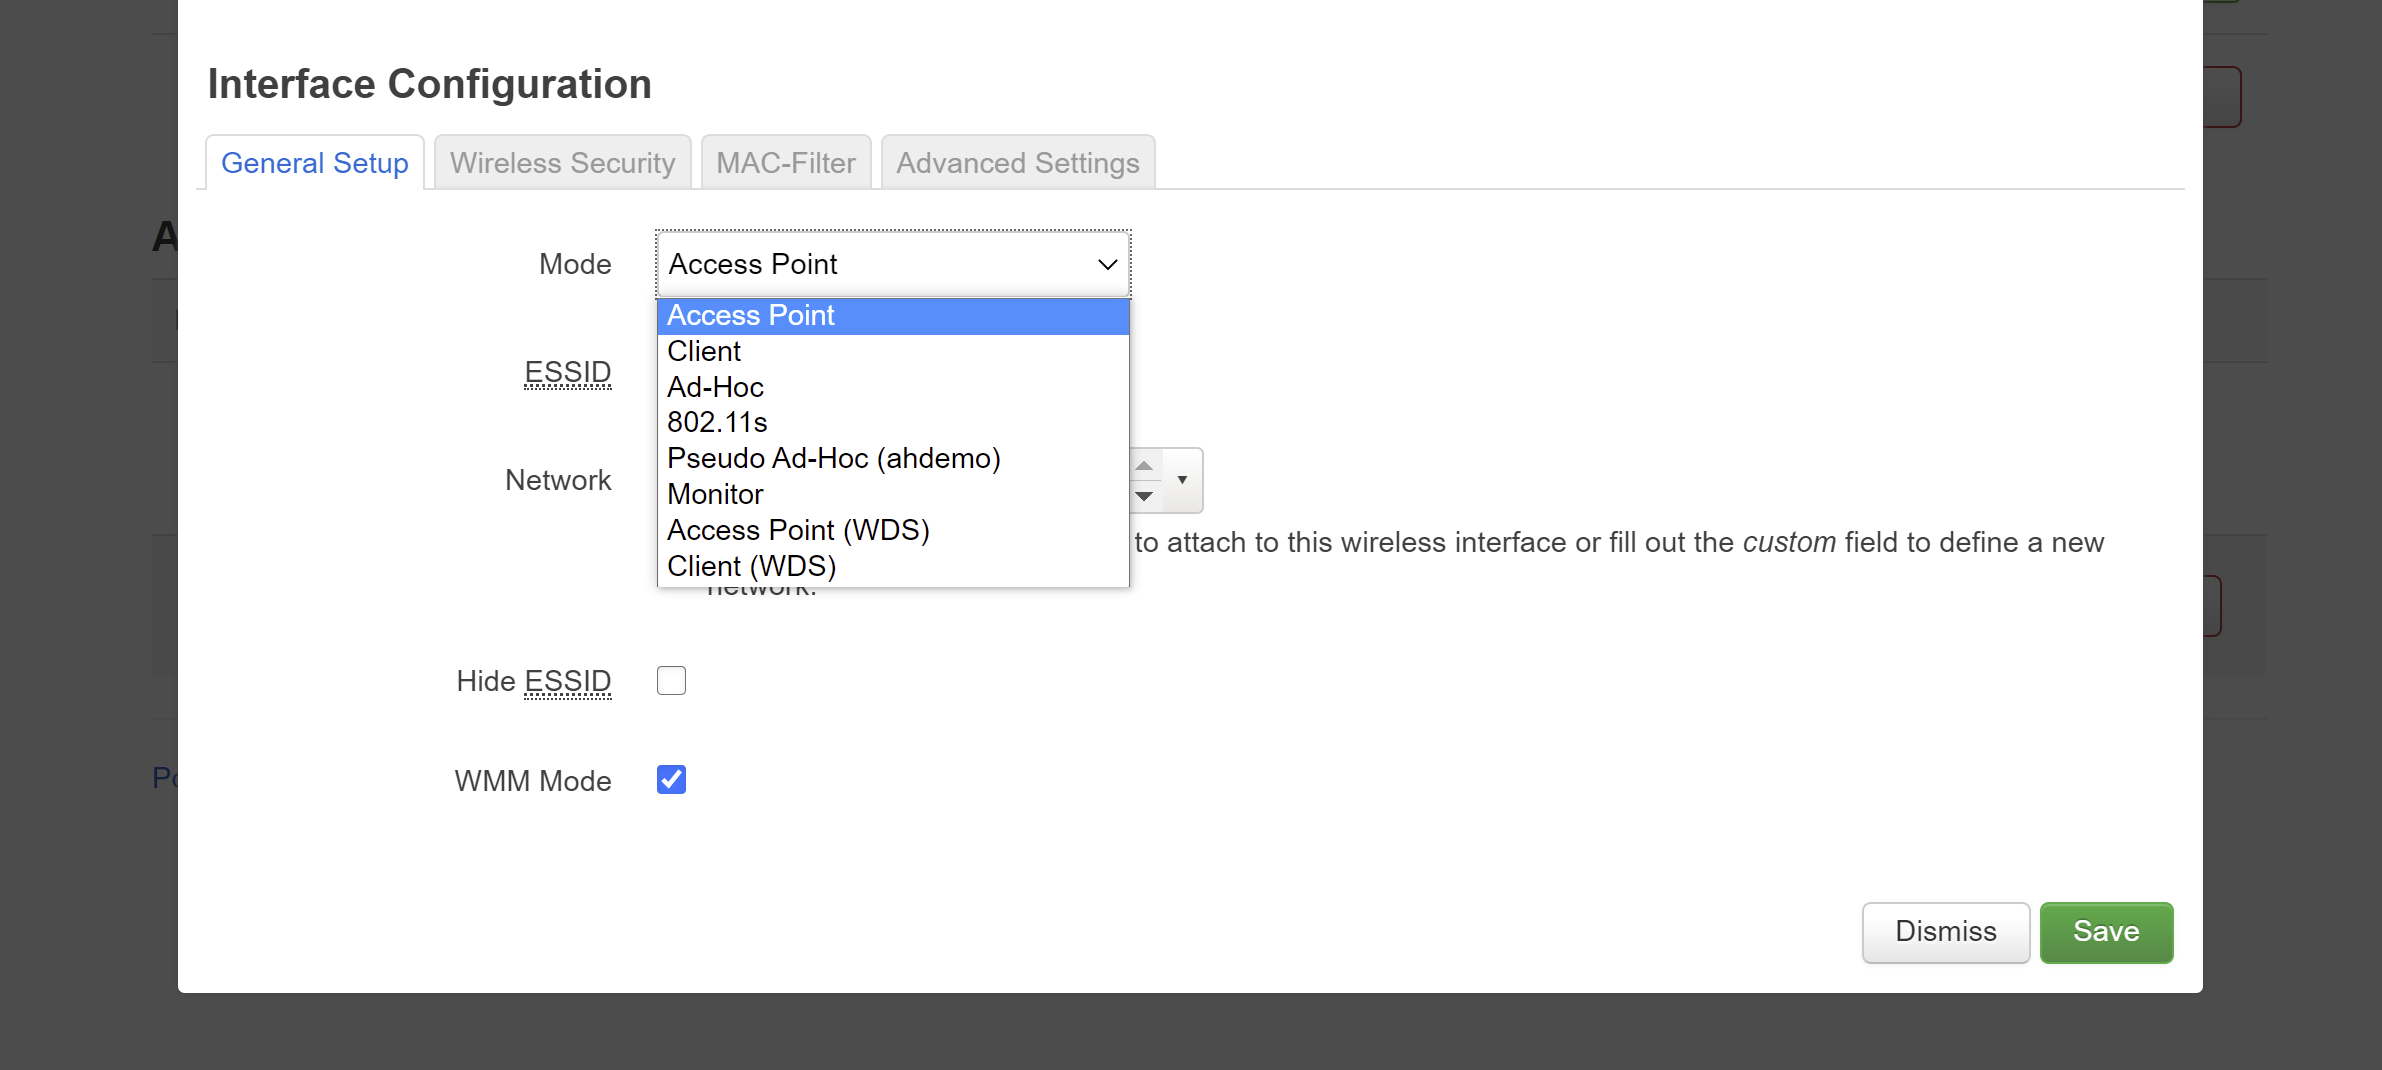 Interface Configuration
General Setup
Wireless Security
MAC-Filter
Advanced Settings
Mode
Access Point
Access Point
Client
Ad-Hoc
802.11s
Pseudo Ad-Hoc (ahdemo)
Monitor
Access Point (WDS)
Client (WDS)
ESSID
Network
to attach to this wireless interface or fill out the custom field to define a new
network.
Hide ESSID
WMM Mode
Dismiss
Save